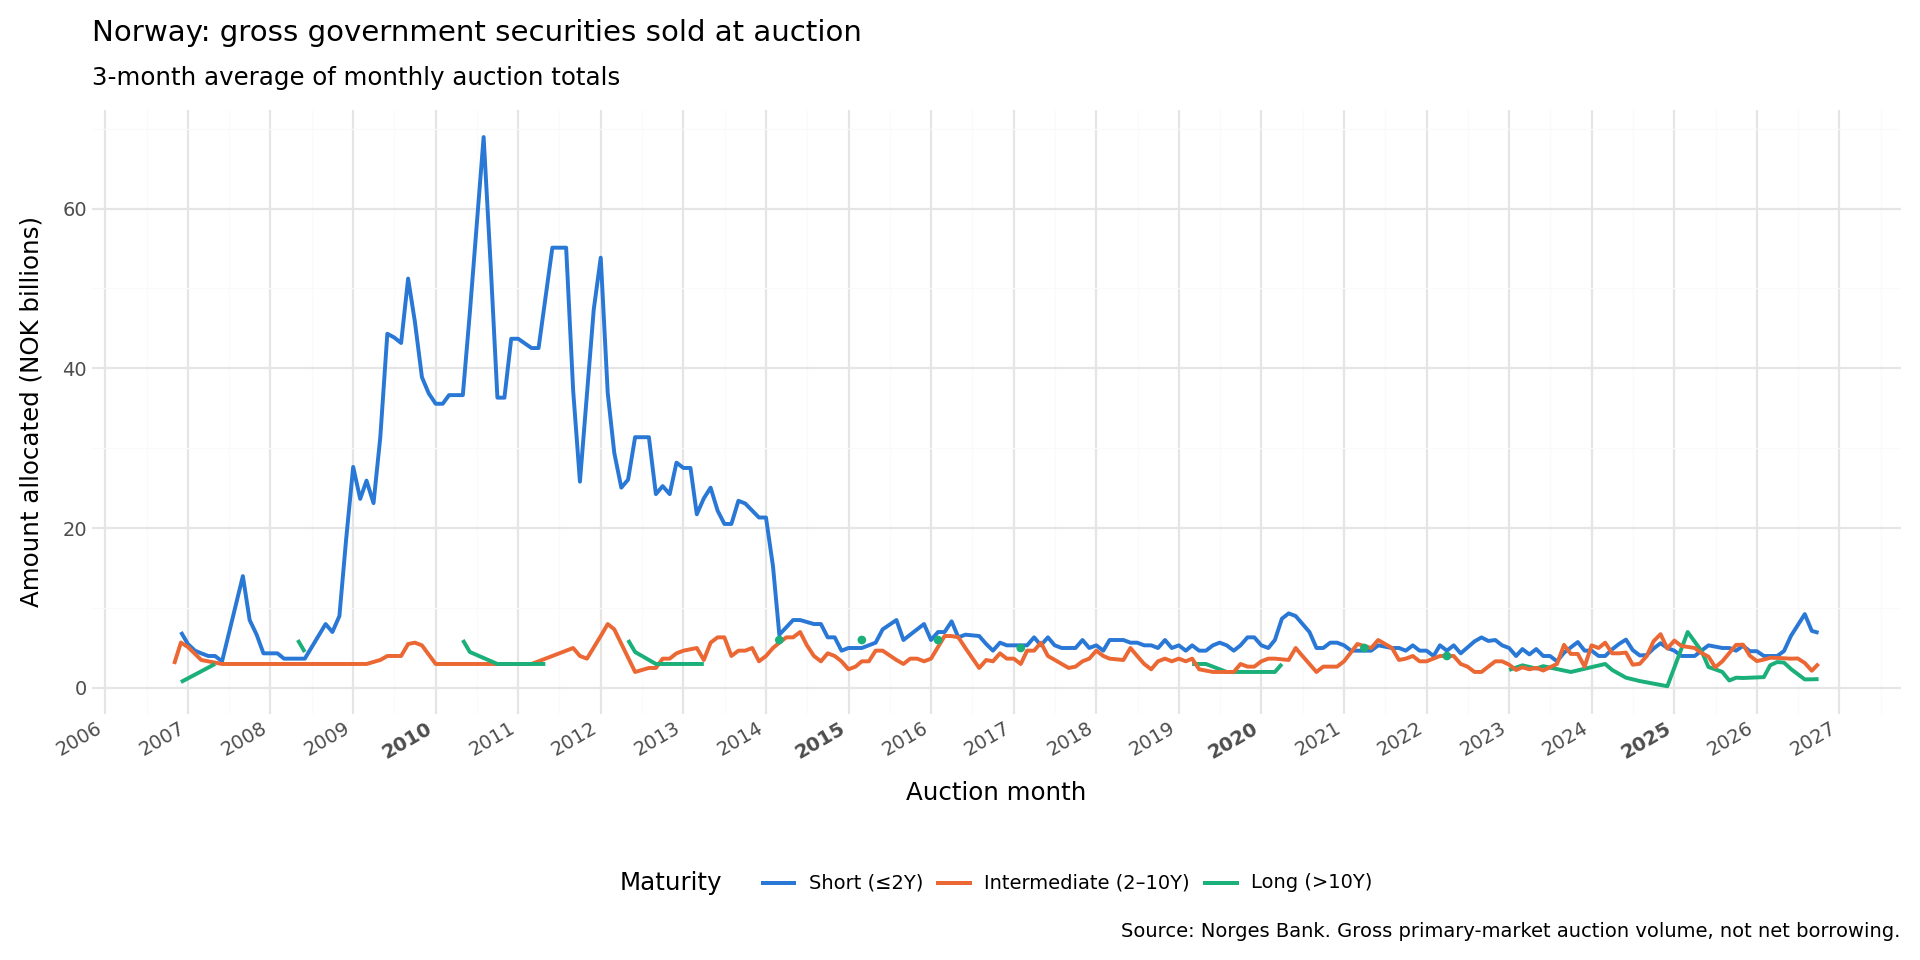 Norway: gross government securities sold at auction
3-month average of monthly auction totals
Amount allocated (NOK billions)
60
40
20
0
2006 2007 2008 2009 2010 2011 2012 2013 2014 2015 2016 2017 2018 2019 2020 2021 2022 2023 2024 2025 2026 2027
Auction month
Maturity Short (≤2Y) Intermediate (2–10Y) Long (>10Y)
Source: Norges Bank. Gross primary-market auction volume, not net borrowing.